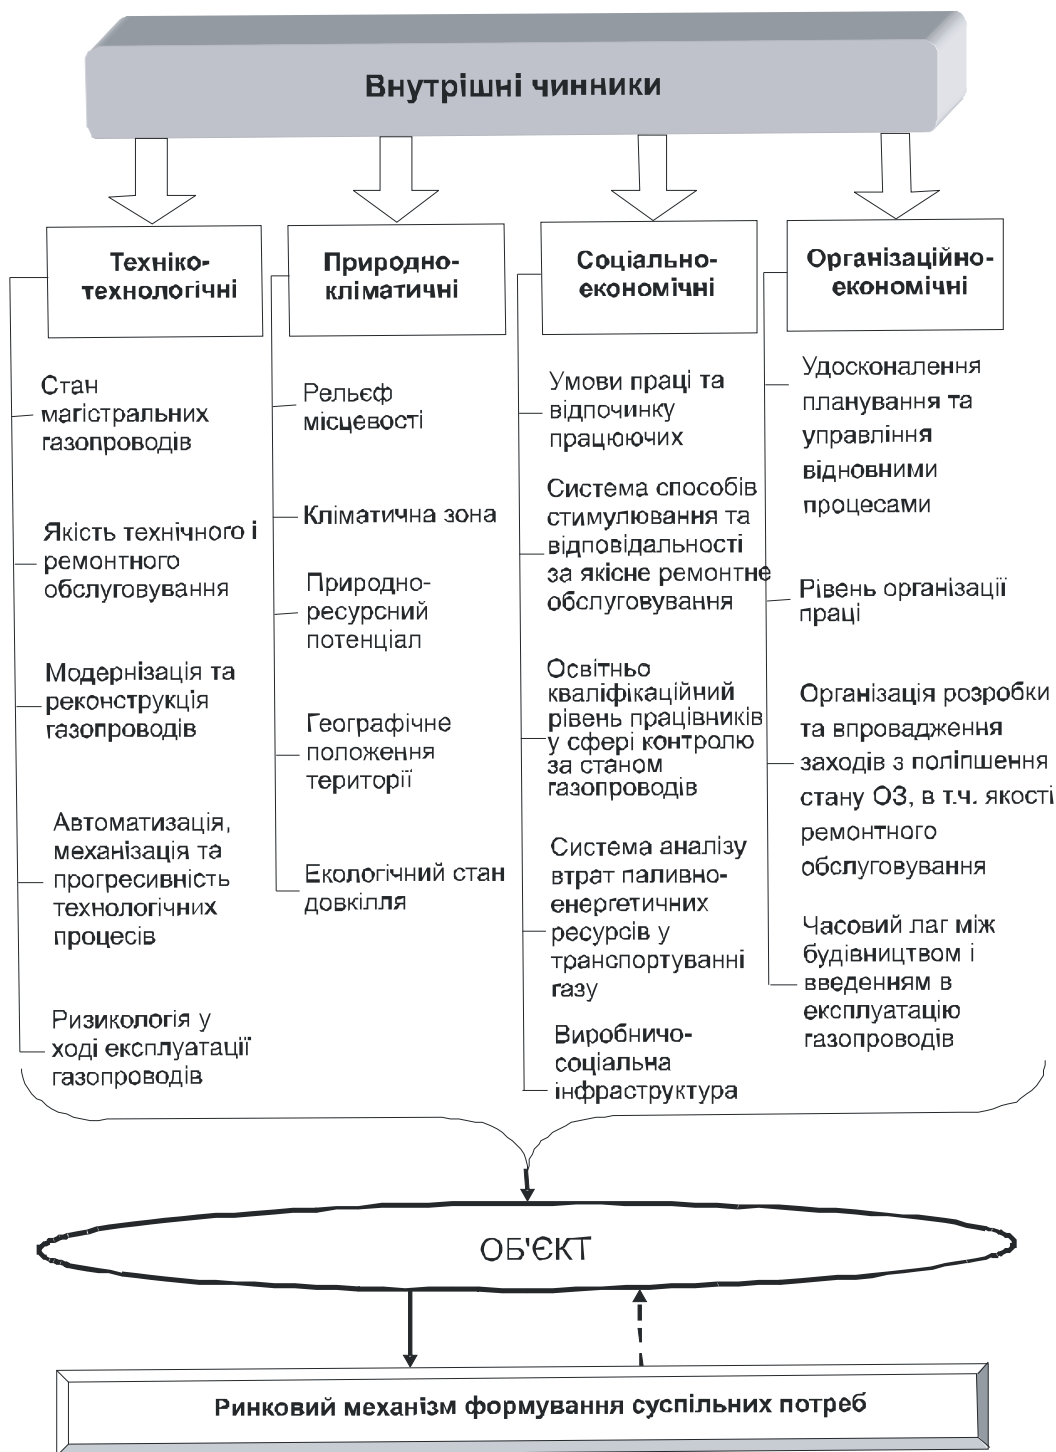 Внутрішні чинники
Техніко-
технологічні
Стан
магістральних
газопроводів
Якість технічного і
ремонтного
обслуговування
Модернізація та
реконструкція
газопроводів
Автоматизація,
механізація та
прогресивність
технологічних
процесів
Ризикологія у
ході експлуатації
газопроводів
Природно-
кліматичні
Рельєф
місцевості
Кліматична зона
Природно-
ресурсний
потенціал
Географічне
положення
території
Екологічний стан
довкілля
Соціально-
економічні
Умови праці та
відпочинку
працюючих
Система способів
стимулювання та
відповідальності
за якісне ремонтне
обслуговування
Освітньо
кваліфікаційний
рівень працівників
у сфері контролю
за станом
газопроводів
Система аналізу
втрат паливно-
енергетичних
ресурсів у
транспортуванні
газу
Виробничо-
соціальна
інфраструктура
Організаційно-
економічні
Удосконалення
планування та
управління
відновними
процесами
Рівень організації
праці
Організація розробки
та впровадження
заходів з поліпшення
стану ОЗ, в т.ч. якості
ремонтного
обслуговування
Часовий лаг між
будівництвом і
введенням в
експлуатацію
газопроводів
ОБ'ЄКТ
Ринковий механізм формування суспільних потреб